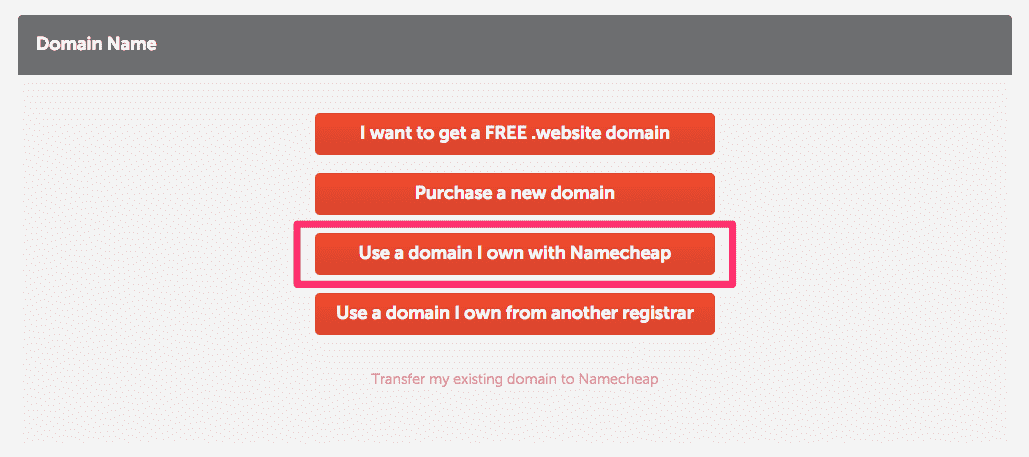 Domain Name
I want to get a FREE .website domain
Purchase a new domain
Use a domain I own with Namecheap
Use a domain I own from another registrar
Transfer my existing domain to Namecheap